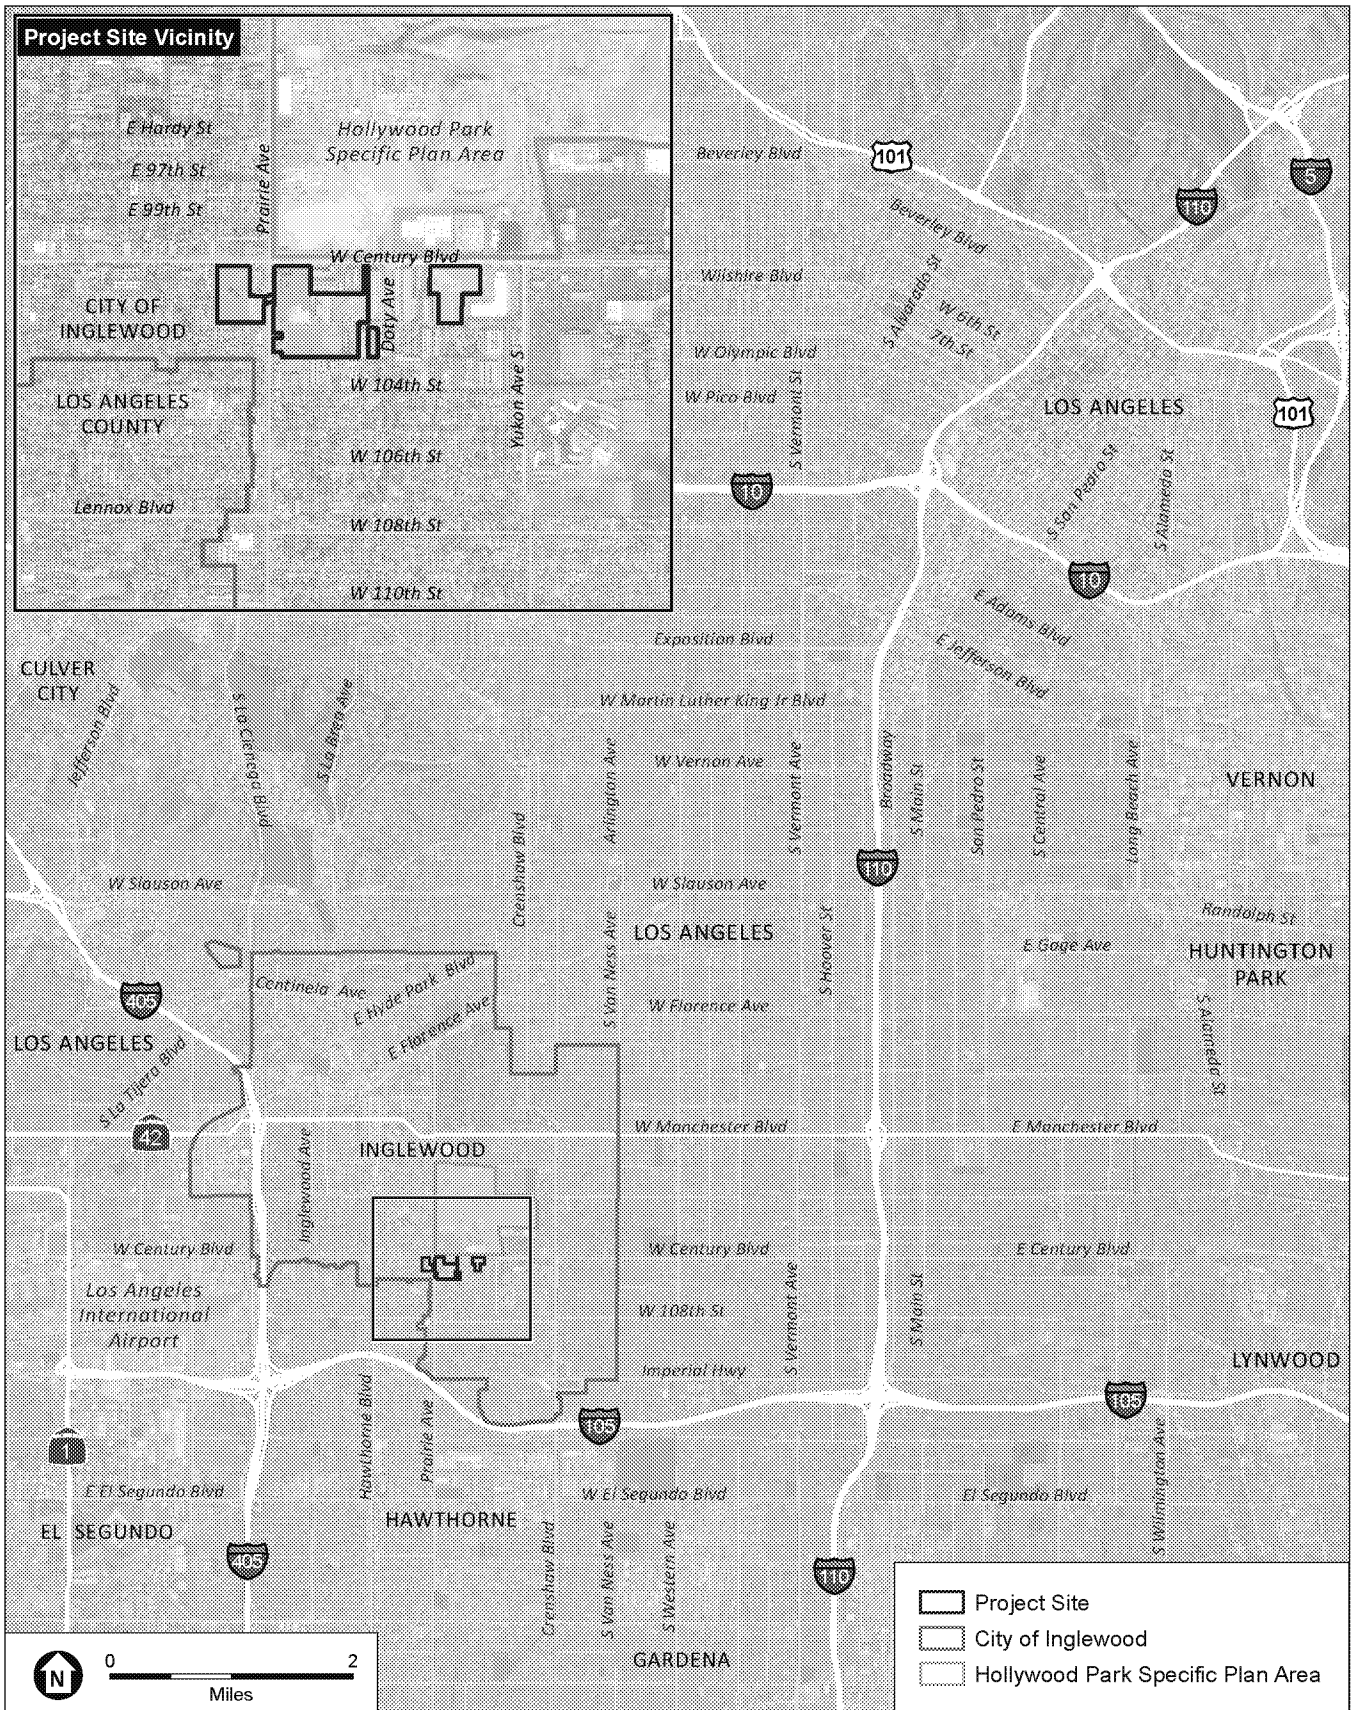 Project Site Vicinity
E Hardy St
Hollywood Park
Specific Plan Area
E 97th St
Prairie Ave
E 99th St
W Century Blvd
CITY OF
INGLEWOOD
Doty Ave
W 104th St
Yukon Ave S
LOS ANGELES
COUNTY
W 106th St
Lennox Blvd
W 108th St
W 110th St
Beverley Blvd
101
5
110
Beverley Blvd
Wilshire Blvd
S Alvarado St
W 6th St
7th St
W Olympic Blvd
W Pico Blvd
S Vermont St
LOS ANGELES
101
10
S San Pedro St
S Alameda St
10
E Adams Blvd
Exposition Blvd
E Jefferson Blvd
CULVER
CITY
Jefferson Blvd
S La Cienega Blvd
S La Brea Ave
W Martin Luther King Jr Blvd
Arlington Ave
W Vernon Ave
S Vermont Ave
Broadway
S Main St
San Pedro St
S Central Ave
Long Beach Ave
VERNON
Crenshaw Blvd
110
W Slauson Ave
W Slauson Ave
Randolph St
S Van Ness Ave
LOS ANGELES
S Hoover St
E Gage Ave
HUNTINGTON
PARK
Centinela Ave
E Hyde Park Blvd
E Florence Ave
W Florence Ave
405
LOS ANGELES
S La Tijera Blvd
S Alameda St
42
W Manchester Blvd
E Manchester Blvd
INGLEWOOD
Inglewood Ave
W Century Blvd
W Century Blvd
E Century Blvd
Los Angeles
International
Airport
W 108th St
S Vermont Ave
S Main St
LYNWOOD
Imperial Hwy
Hawthorne Blvd
Prairie Ave
105
105
1
S Wilmington Ave
E El Segundo Blvd
W El Segundo Blvd
El Segundo Blvd
EL SEGUNDO
HAWTHORNE
405
Crenshaw Blvd
S Van Ness Ave
S Western Ave
110
GARDENA
N
0 2
Miles
Project Site
City of Inglewood
Hollywood Park Specific Plan Area